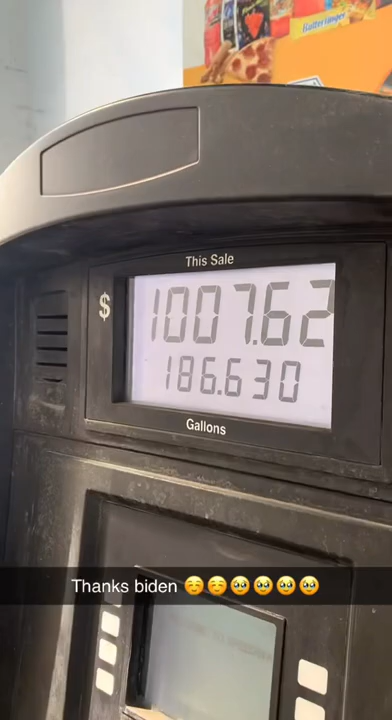 Butterfinger
This Sale
$
1007.62
186.630
Gallons
Thanks biden ☺️☺️🥹🥹🥹🥹